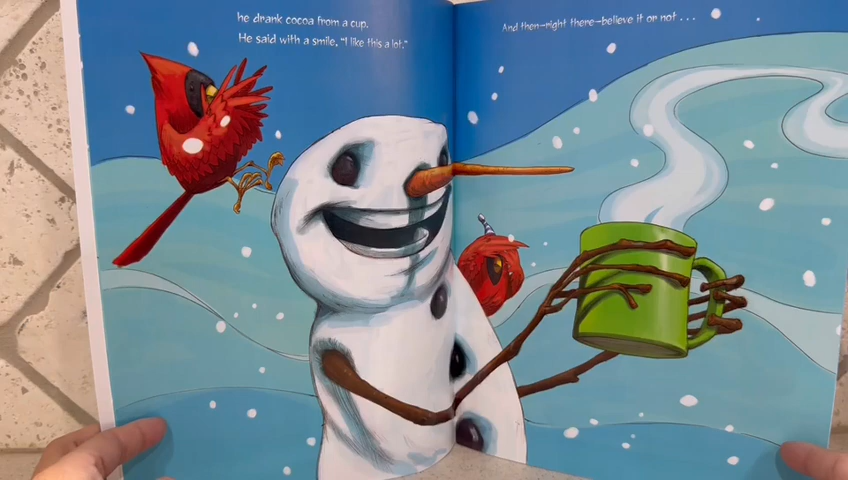 he drank cocoa from a cup.
He said with a smile, "I like this a lot."
And then—right there—believe it or not . . .